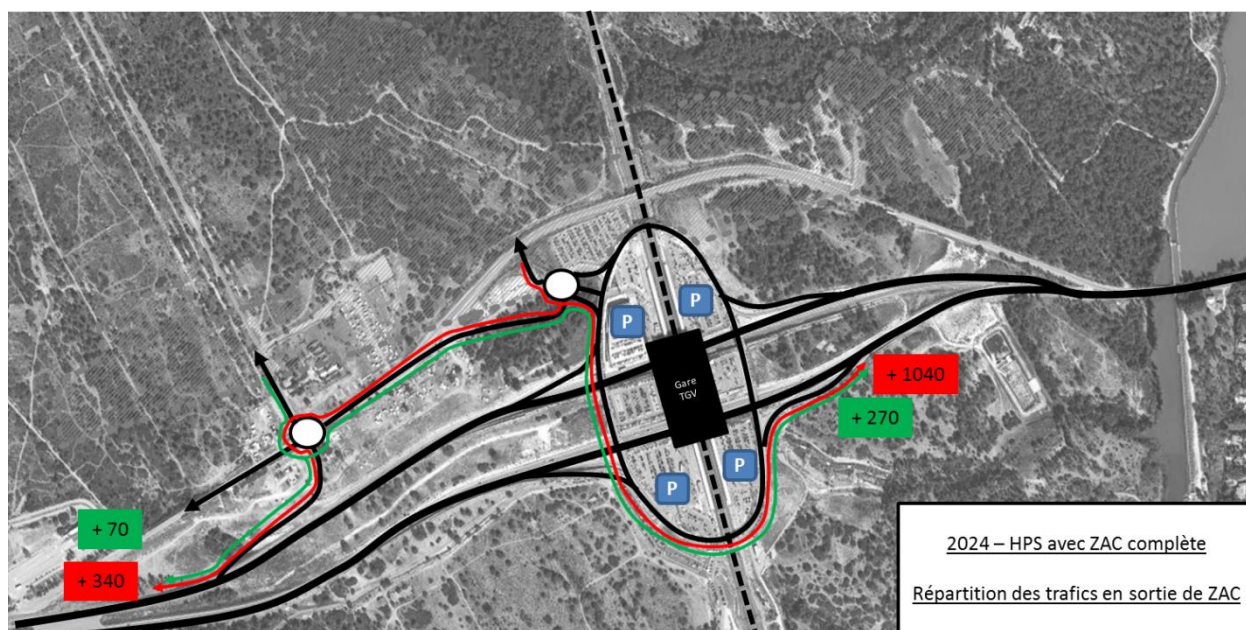 P
P
Gare
TGV
+ 1040
+ 270
P
P
+ 70
+ 340
2024 – HPS avec ZAC complète
Répartition des trafics en sortie de ZAC